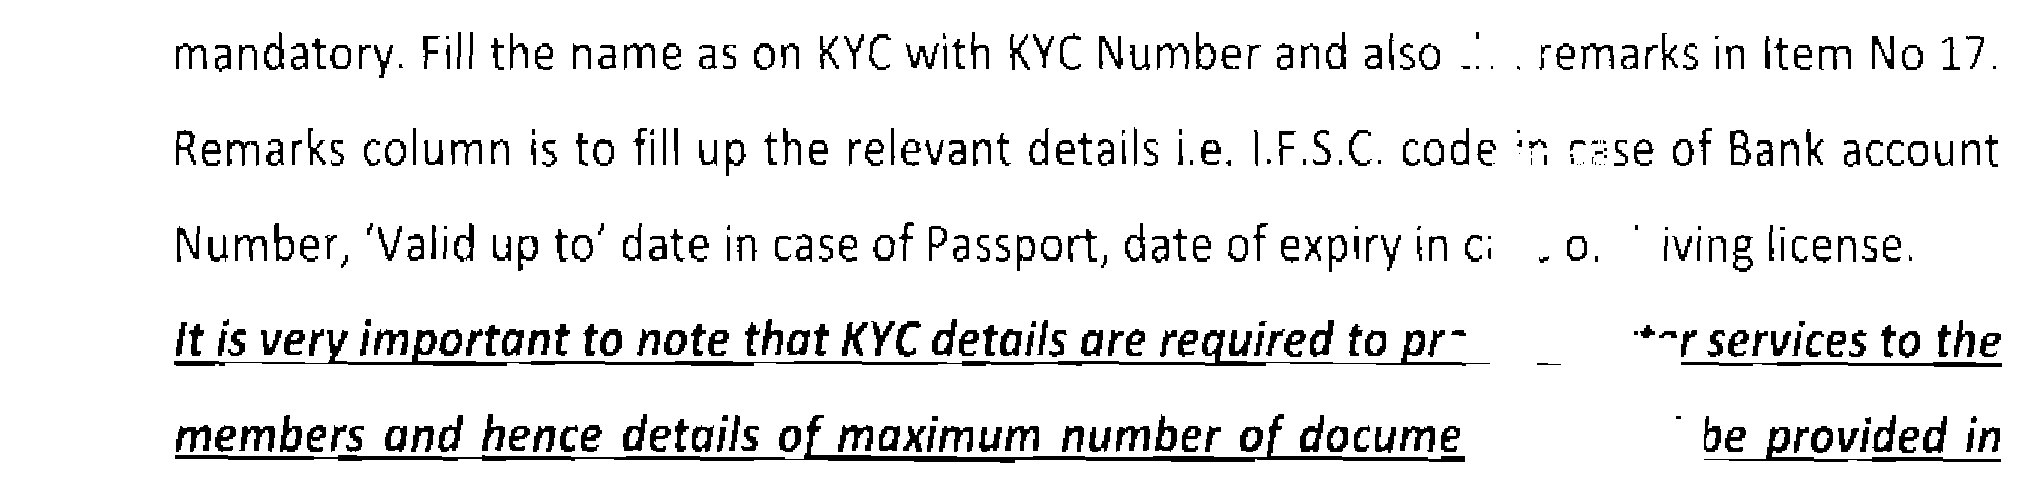 mandatory. Fill the name as on KYC with KYC Number and also remarks in Item No 17.
Remarks column is to fill up the relevant details i.e. I.F.S.C. code in case of Bank account
Number, ‘Valid up to’ date in case of Passport, date of expiry in license.
It is very important to note that KYC details are required to services to the
members and hence details of maximum number of be provided in